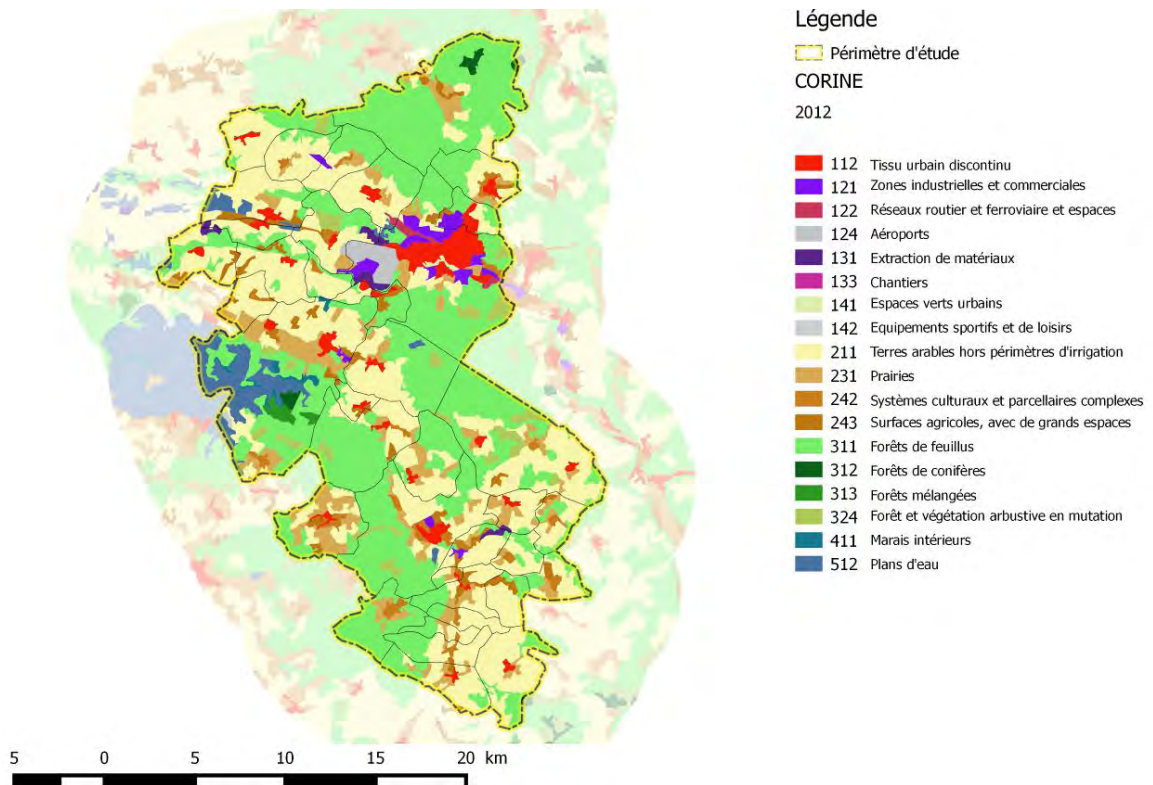 Légende
Périmètre d'étude
CORINE
2012
112 Tissu urbain discontinu
121 Zones industrielles et commerciales
122 Réseaux routier et ferroviaire et espaces
124 Aéroports
131 Extraction de matériaux
133 Chantiers
141 Espaces verts urbains
142 Equipements sportifs et de loisirs
211 Terres arables hors périmètres d'irrigation
231 Prairies
242 Systèmes culturaux et parcellaires complexes
243 Surfaces agricoles, avec de grands espaces
311 Forêts de feuillus
312 Forêts de conifères
313 Forêts mélangées
324 Forêt et végétation arbustive en mutation
411 Marais intérieurs
512 Plans d'eau
5 0 5 10 15 20 km